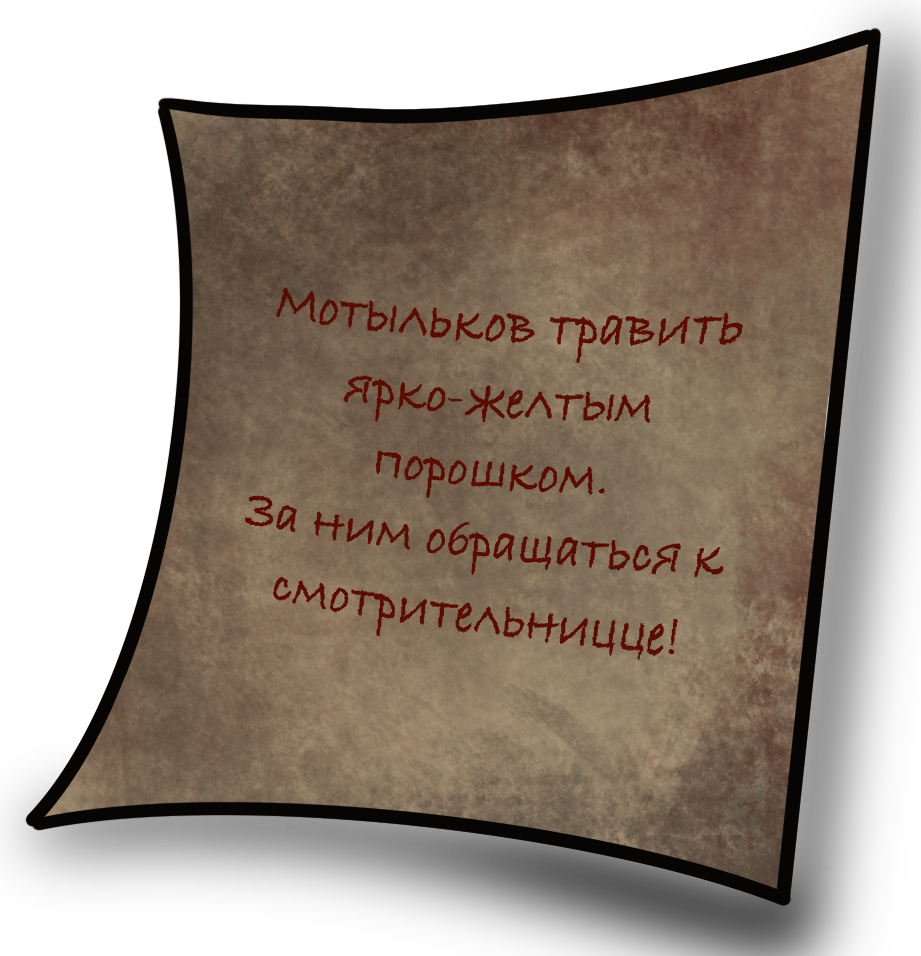 Мотыльков травить
ярко-желтым
порошком.
За ним обращаться к
смотрительницце!